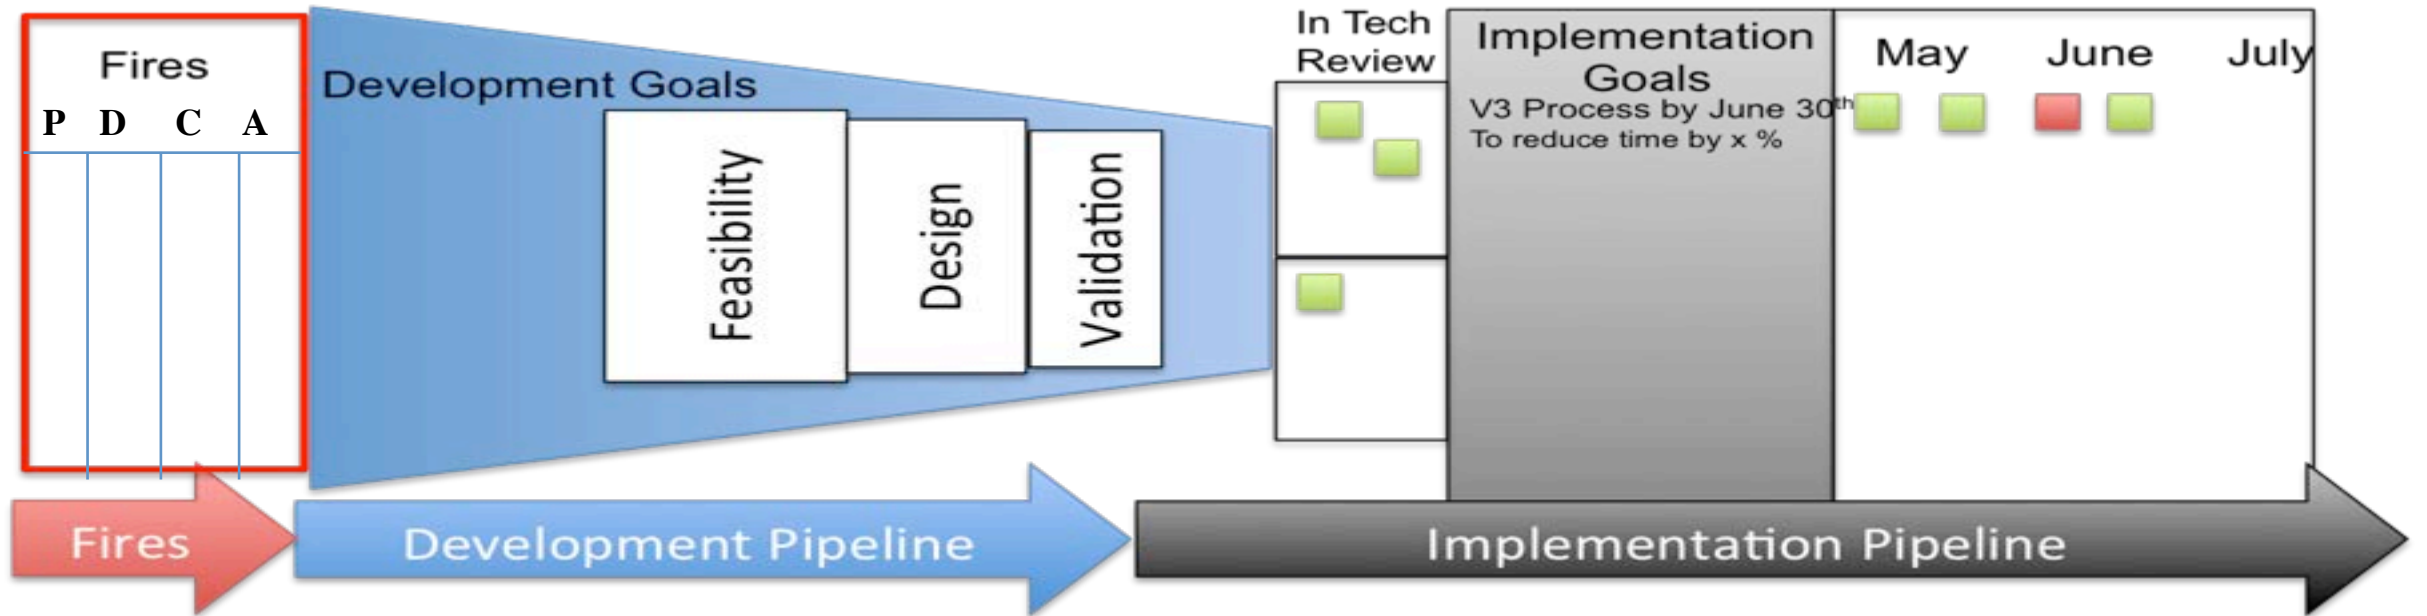 Fires
P D C A
Development Goals
Feasibility
Design
Validation
In Tech
Review
Implementation
Goals
V3 Process by June 30th
To reduce time by x %
May June July
Fires
Development Pipeline
Implementation Pipeline